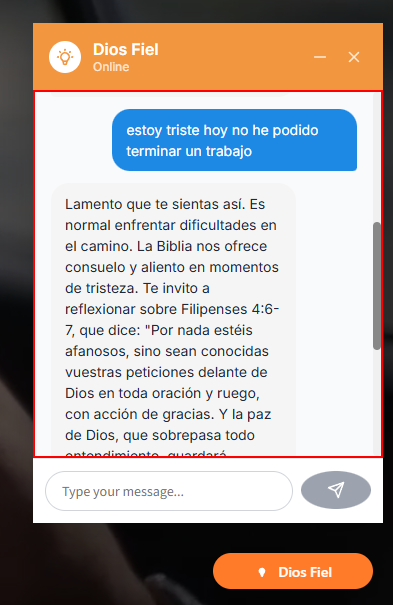 Dios Fiel
Online
estoy triste hoy no he podido
terminar un trabajo
Lamento que te sientas así. Es
normal enfrentar dificultades en
el camino. La Biblia nos ofrece
consuelo y aliento en momentos
de tristeza. Te invito a
reflexionar sobre Filipenses 4:6-
7, que dice: "Por nada estéis
afanosos, sino sean conocidas
vuestras peticiones delante de
Dios en toda oración y ruego,
con acción de gracias. Y la paz
de Dios, que sobrepasa todo
entendimiento, guardará
Type your message...
Dios Fiel